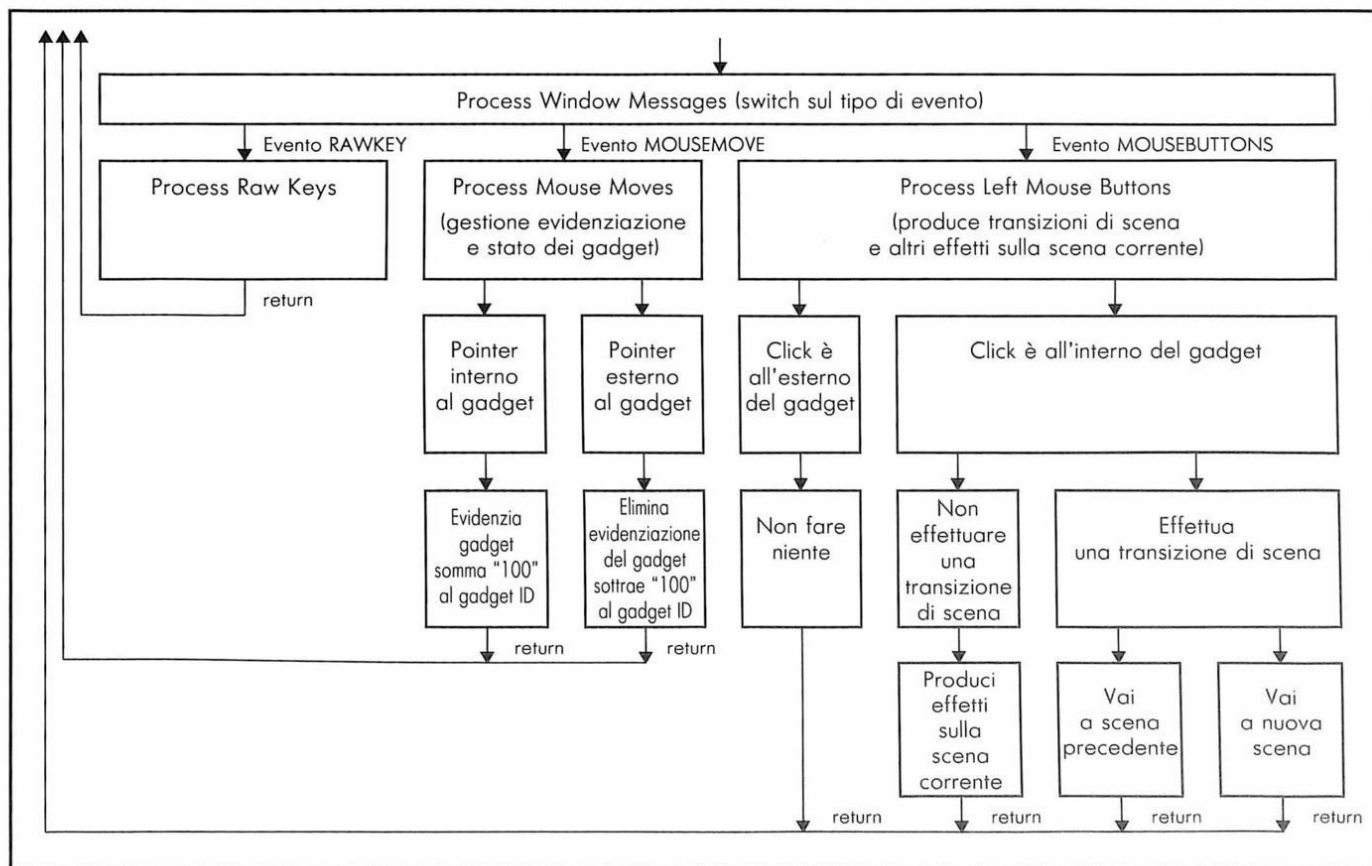 Process Window Messages (switch sul tipo di evento)
Evento RAWKEY
Evento MOUSEMOVE
Evento MOUSEBUTTONS
Process Raw Keys
return
Process Mouse Moves
(gestione evidenziazione
e stato dei gadget)
Process Left Mouse Buttons
(produce transizioni di scena
e altri effetti sulla scena corrente)
Pointer
interno
al gadget
Pointer
esterno
al gadget
Click è
all'esterno
del gadget
Click è all'interno del gadget
Evidenzia
gadget
somma "100"
al gadget ID
Elimina
evidenziazione
del gadget
sottrae "100"
al gadget ID
Non fare
niente
Non
effettuare
una
transizione
di scena
Effettua
una transizione di scena
return
return
Produci
effetti
sulla
scena
corrente
Vai
a scena
precedente
Vai
a nuova
scena
return
return
return
return